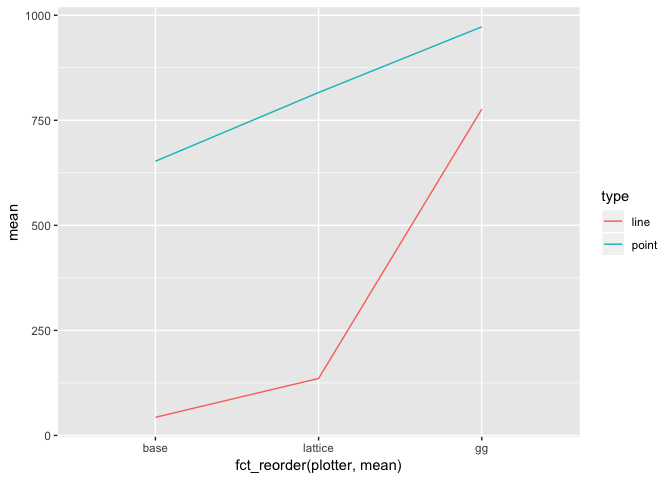 1000
750
500
250
0
mean
base
lattice
gg
fct_reorder(plotter, mean)
type
line
point